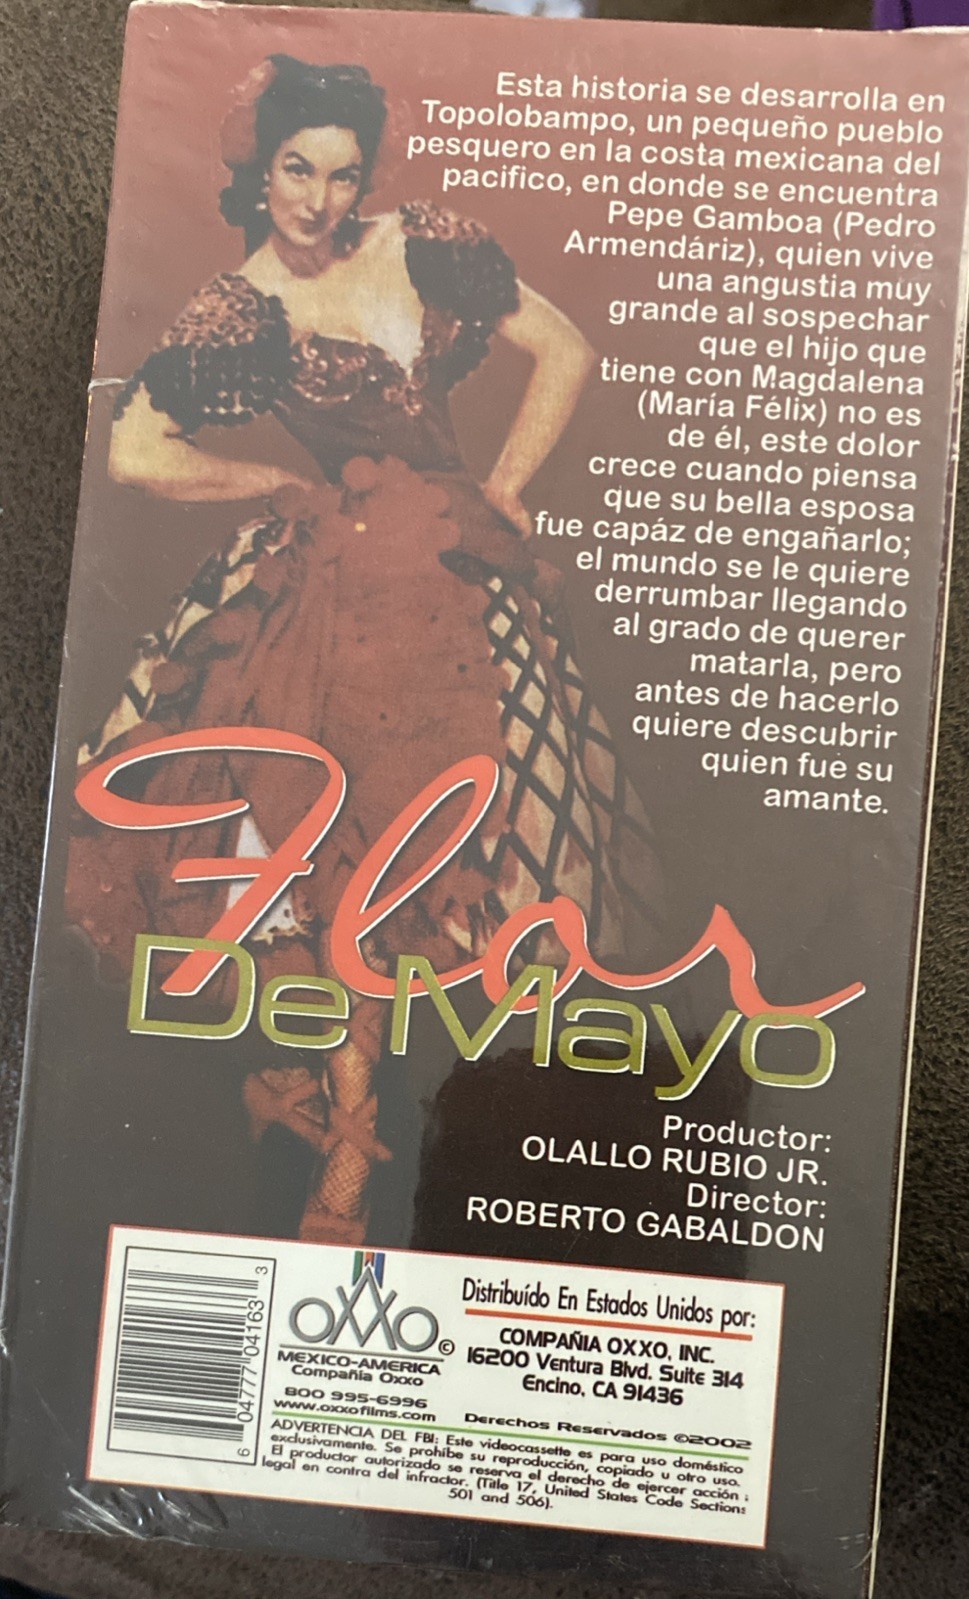 Esta historia se desarrolla en
Topolobampo, un pequeño pueblo
pesquero en la costa mexicana del
pacifico, en donde se encuentra
Pepe Gamboa (Pedro
Armendáriz), quien vive
una angustia muy
grande al sospechar
que el hijo que
tiene con Magdalena
(María Félix) no es
de él, este dolor
crece cuando piensa
que su bella esposa
fue capáz de engañarlo;
el mundo se le quiere
derrumbar llegando
al grado de querer
matarla, pero
antes de hacerlo
quiere descubrir
quien fué su
amante.
Flor
De Mayo
Productor:
OLALLO RUBIO JR.
Director:
ROBERTO GABALDON
6 04777 04163 3
OXXO ©
MEXICO-AMERICA
Compañía Oxxo
800 995-6996
www.oxxofilms.com
Distribuído En Estados Unidos por:
COMPAÑIA OXXO, INC.
16200 Ventura Blvd. Suite 314
Encino, CA 91436
Derechos Reservados ©2002
ADVERTENCIA DEL FBI: Este videocassette es para uso doméstico
exclusivamente. Se prohíbe su reproducción, copiado u otro uso.
El productor autorizado se reserva el derecho de ejercer acción
legal en contra del infractor. (Title 17, United States Code Sections
501 and 506).